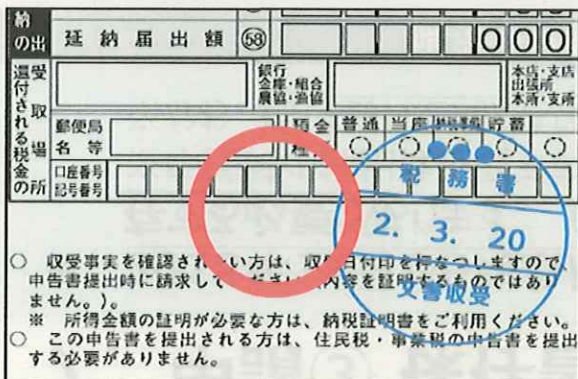 納の出
延納届出額 58 000
還付される税金の受取場所
銀行 金庫・組合 農協・漁協
本店・支店 出張所 本所・支所
郵便局名等
預金種類 普通 当座 納税準備 貯蓄
口座番号 記号番号
税務署
2. 3. 20
文書収受
○ 収受事実を確認されたい方は、収受日付印を押なつしますので、
申告書提出時に請求してください(内容を証明するものではあり
ません。)。
※ 所得金額の証明が必要な方は、納税証明書をご利用ください。
○ この申告書を提出される方は、住民税・事業税の申告書を提出
する必要がありません。